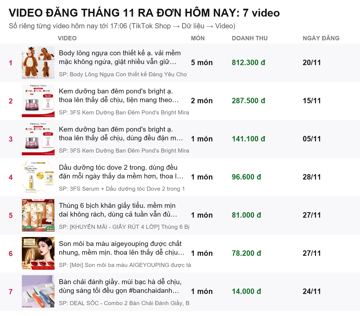 VIDEO ĐĂNG THÁNG 11 RA ĐƠN HÔM NAY: 7 video
Số riêng từng video hôm nay tới 17:06 (TikTok Shop → Dữ liệu → Video)
VIDEO MÓN DOANH THU NGÀY ĐĂNG
1 Body lông ngựa con thiết kế ạ. vải mềm
mặc không ngứa, giặt nhiều vẫn giữ… 5 món 812.300 đ 20/11
SP: Body Lông Ngựa Con Thiết Kế Đáng Yêu Cho
2 Kem dưỡng ban đêm pond's bright ạ.
thoa lên thấy dễ chịu, tiện mang theo… 2 món 287.500 đ 15/11
SP: 3FS Kem Dưỡng Ban Đêm Pond's Bright Mira
3 Kem dưỡng ban đêm pond's bright ạ.
thoa lên thấy dễ chịu, dùng đều đặn m… 1 món 141.100 đ 05/11
SP: 3FS Kem Dưỡng Ban Đêm Pond's Bright Mira
4 Dầu dưỡng tóc dove 2 trong. dùng đều
đặn mỗi ngày thấy da mềm hơn, thoa l… 1 món 96.600 đ 28/11
SP: 3FS Serum + Dầu dưỡng tóc Dove 2 trong 1
5 Thùng 6 bịch khăn giấy tiểu. mềm mịn
dai không rách, dùng cả tuần vẫn đủ… 1 món 81.000 đ 27/11
SP: [KHUYẾN MÃI - GIẤY RÚT 4 LỚP] Thùng 6 Bị
6 Son môi ba màu aigeyouping được chất
nhung, mềm mịn. thoa lên thấy dễ chịu… 1 món 78.200 đ 27/11
SP: [Mới] Son môi ba màu AIGEYOUPING được tả
7 Bàn chải đánh giày. mùi bay nhẹ dễ chịu,
dùng sáng tối đều gọn #banchaidanh… 1 món 14.000 đ 24/11
SP: DEAL SỐC - Combo 2 Bàn Chải Đánh Giầy, B